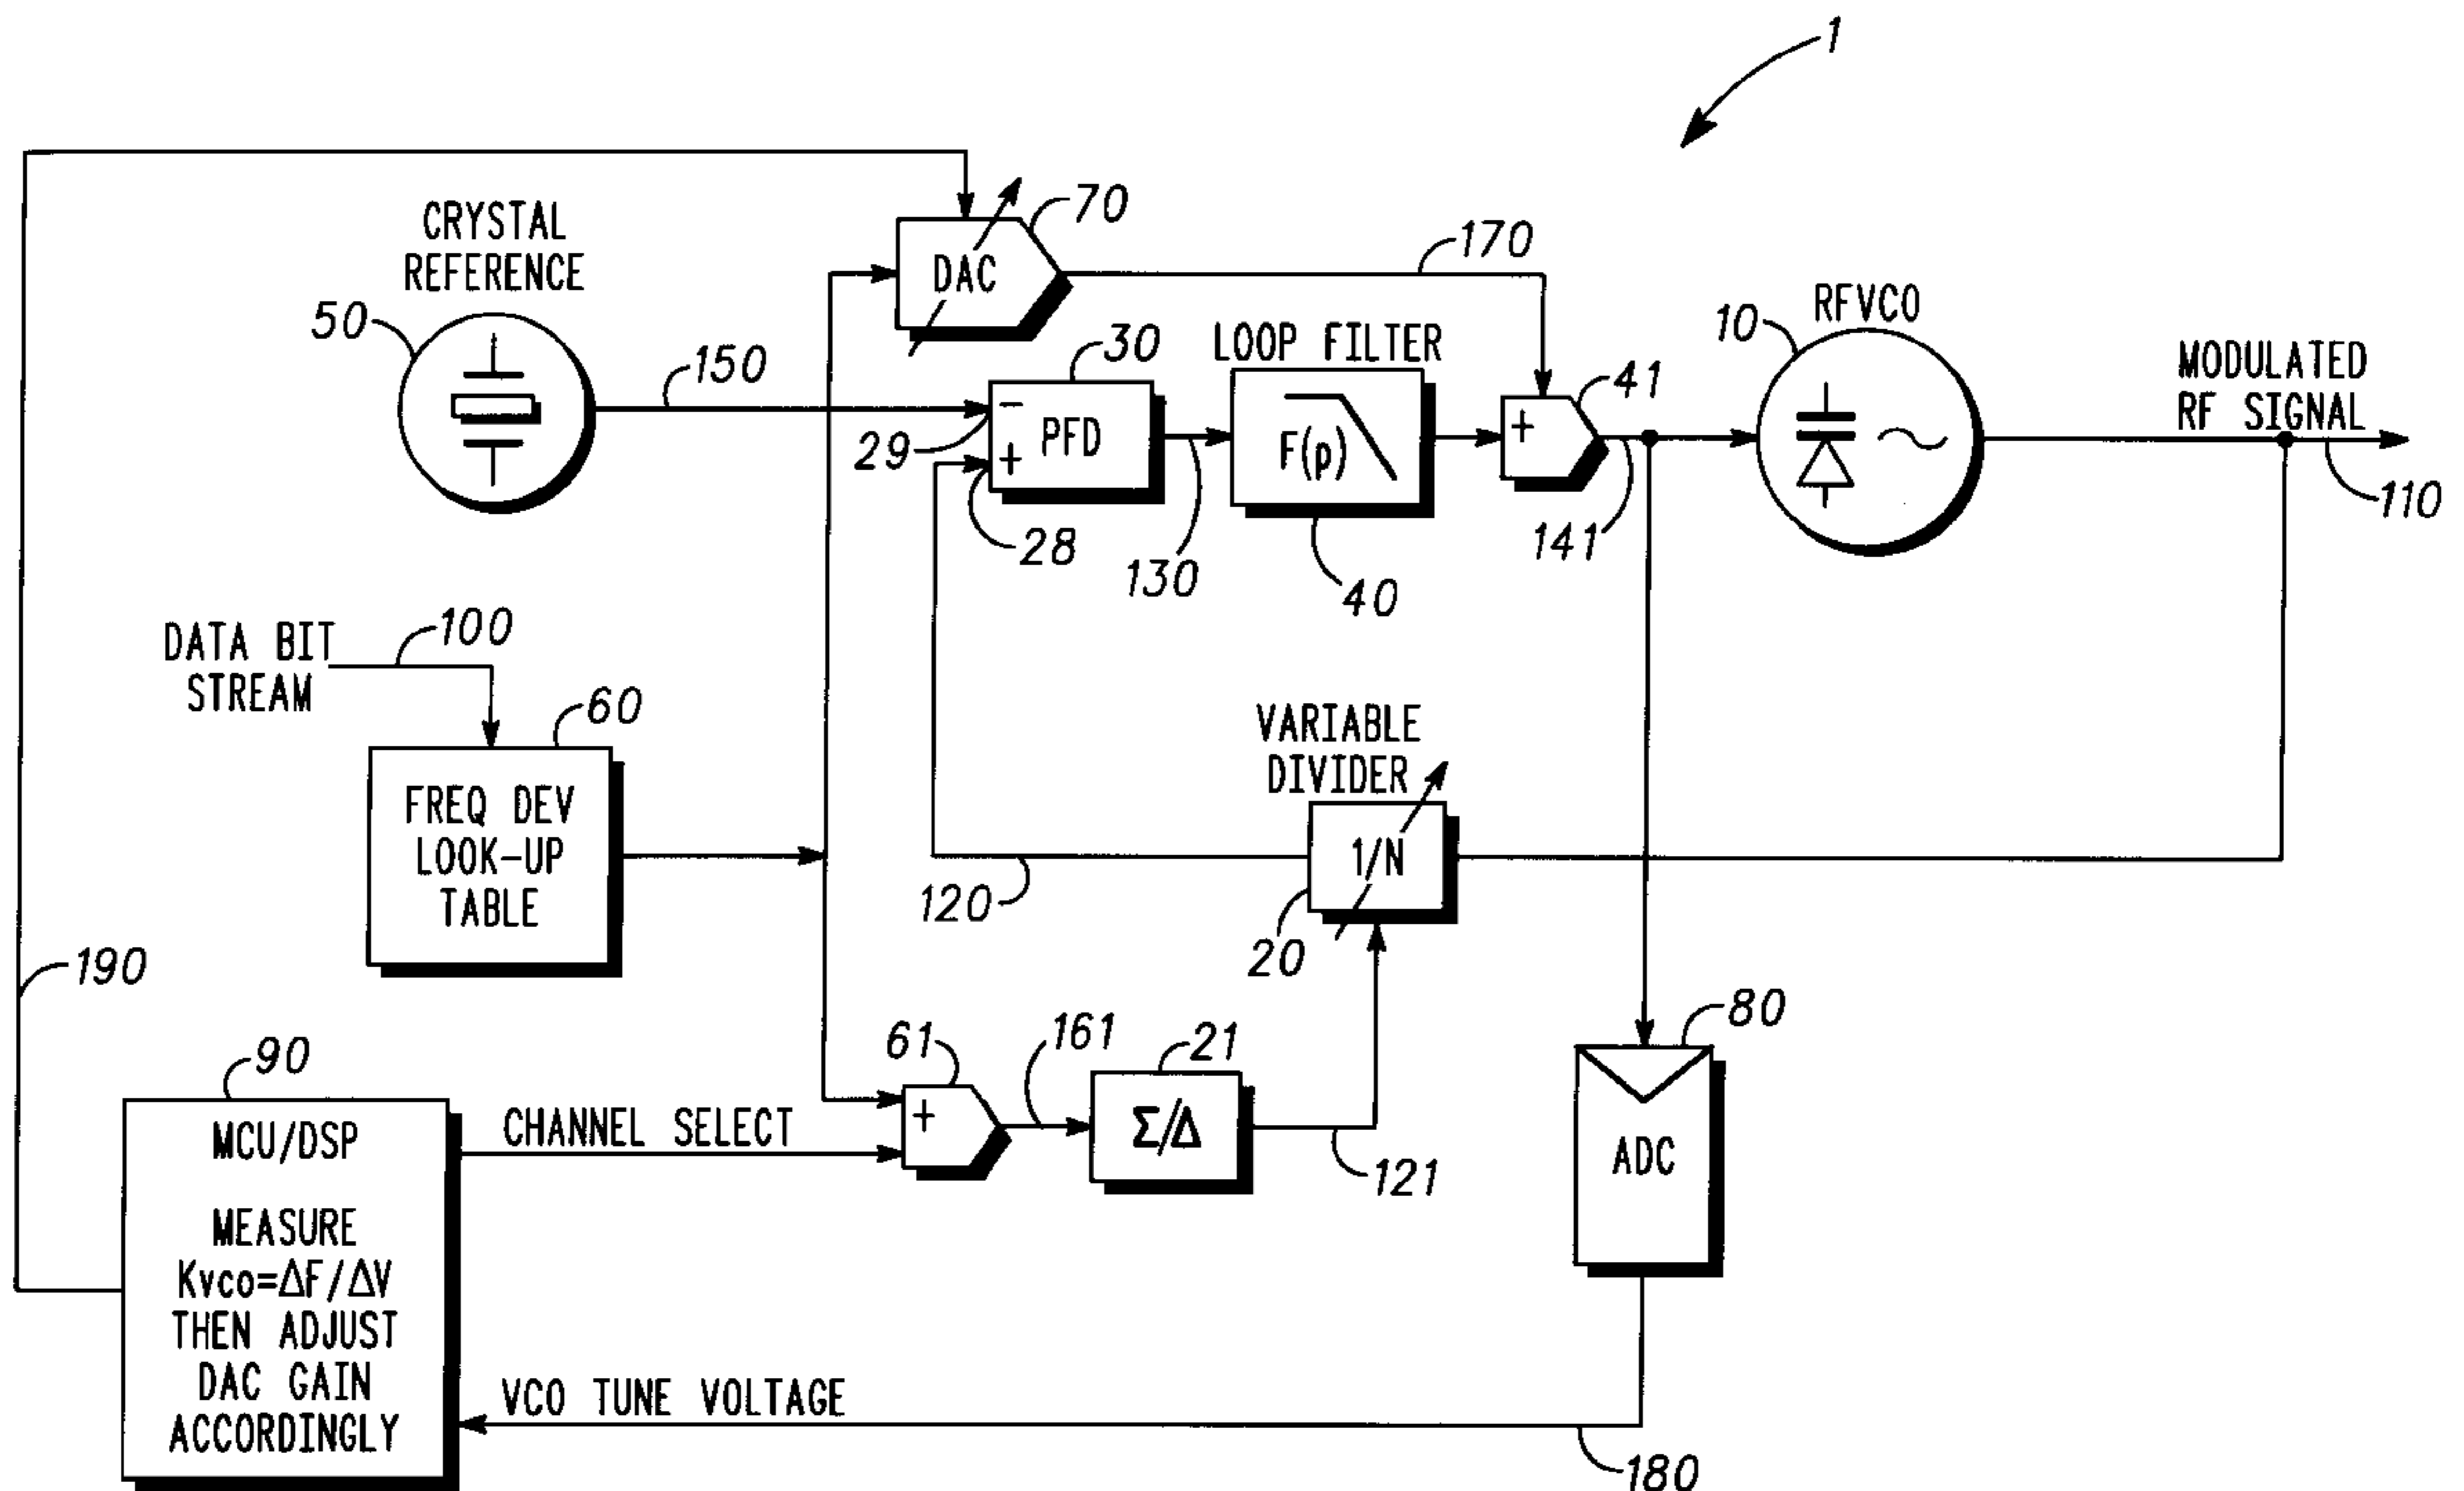 1
CRYSTAL
REFERENCE
50
150
DAC
70
170
29
28
30
-
+
PFD
130
LOOP FILTER
F(p)
40
+
41
141
RFVCO
10
MODULATED
RF SIGNAL
110
DATA BIT
STREAM
100
60
FREQ DEV
LOOK-UP
TABLE
120
VARIABLE
DIVIDER
1/N
20
190
90
MCU/DSP
MEASURE
Kvco=ΔF/ΔV
THEN ADJUST
DAC GAIN
ACCORDINGLY
CHANNEL SELECT
61
+
161
21
Σ/Δ
121
80
ADC
VCO TUNE VOLTAGE
180